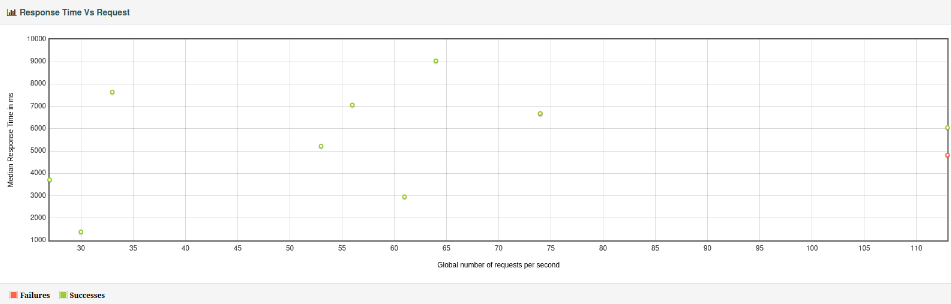 Response Time Vs Request
10000
9000
8000
7000
6000
5000
4000
3000
2000
1000
Median Response Time in ms
30 35 40 45 50 55 60 65 70 75 80 85 90 95 100 105 110
Global number of requests per second
Failures Successes